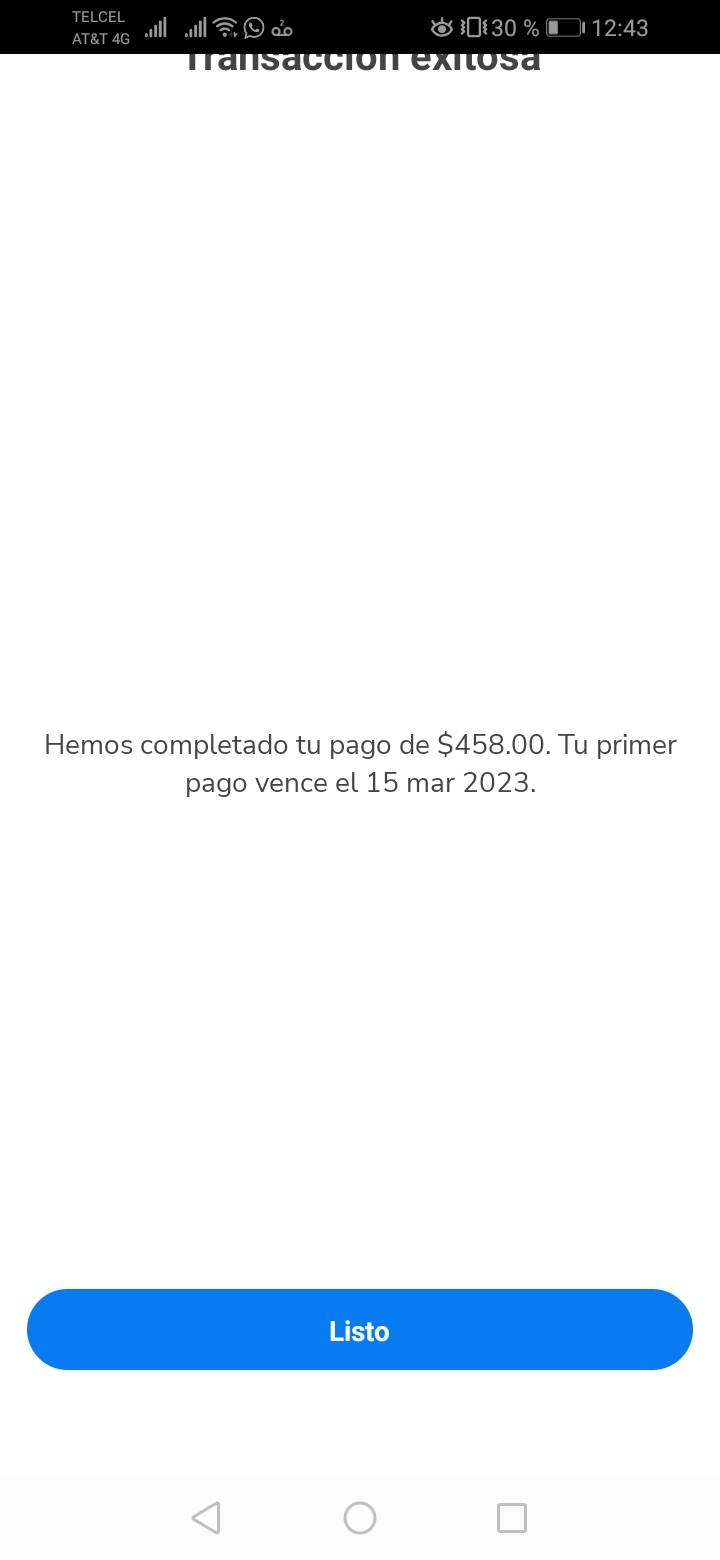 TELCEL
AT&T 4G
30 %
12:43
Transacción exitosa
Hemos completado tu pago de $458.00. Tu primer
pago vence el 15 mar 2023.
Listo